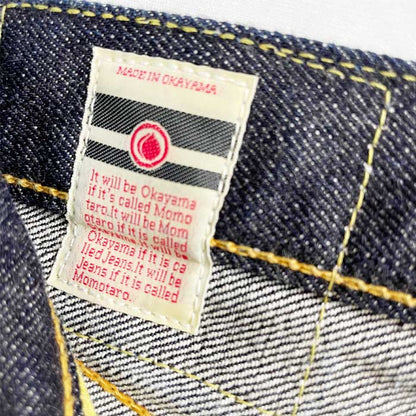 MADE IN OKAYAMA
It will be Okayama
if it's called Momo
taro.It will be Mom
otaro if it is called
Okayama if it is ca
lled Jeans.It will be
Jeans if it is called
Momotaro.